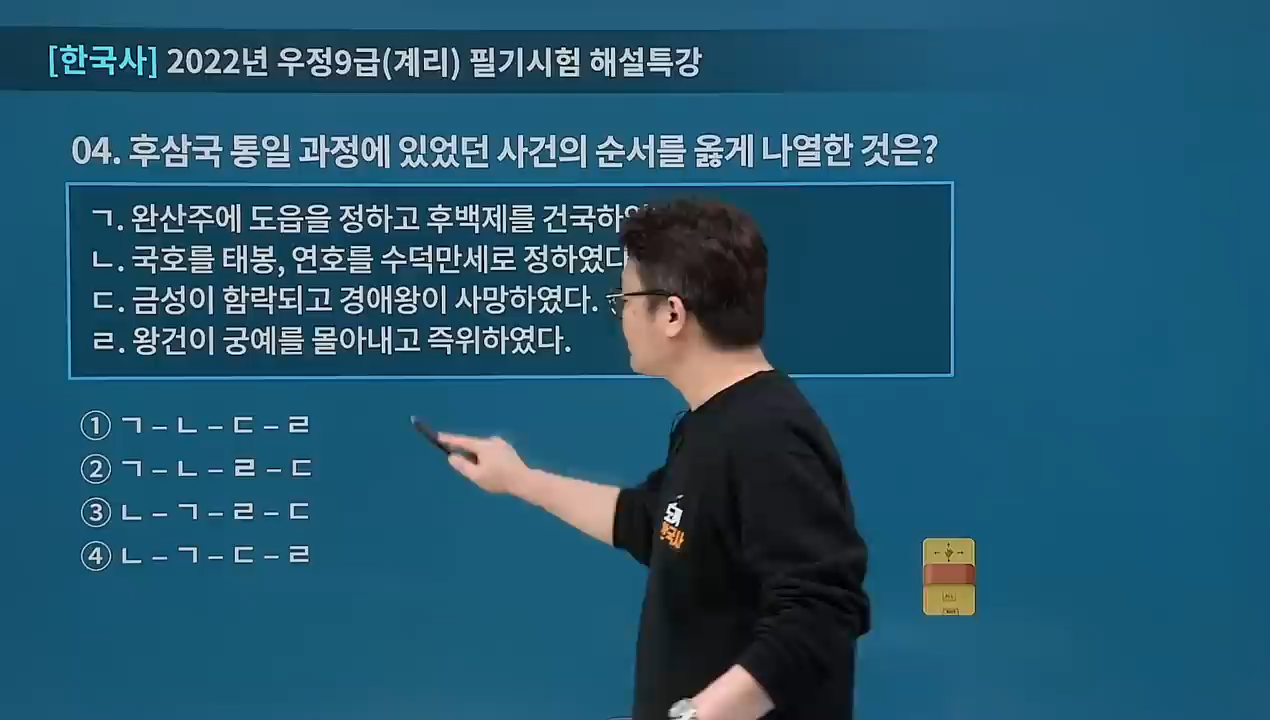 [한국사] 2022년 우정9급(계리) 필기시험 해설특강
04. 후삼국 통일 과정에 있었던 사건의 순서를 옳게 나열한 것은?
ㄱ. 완산주에 도읍을 정하고 후백제를
ㄴ. 국호를 태봉, 연호를 수덕만세로 정하였다
ㄷ. 금성이 함락되고 경애왕이 사망하였다.
ㄹ. 왕건이 궁예를 몰아내고 즉위하였다.
① ㄱ – ㄴ – ㄷ – ㄹ
② ㄱ – ㄴ – ㄹ – ㄷ
③ ㄴ – ㄱ – ㄹ – ㄷ
④ ㄴ – ㄱ – ㄷ – ㄹ